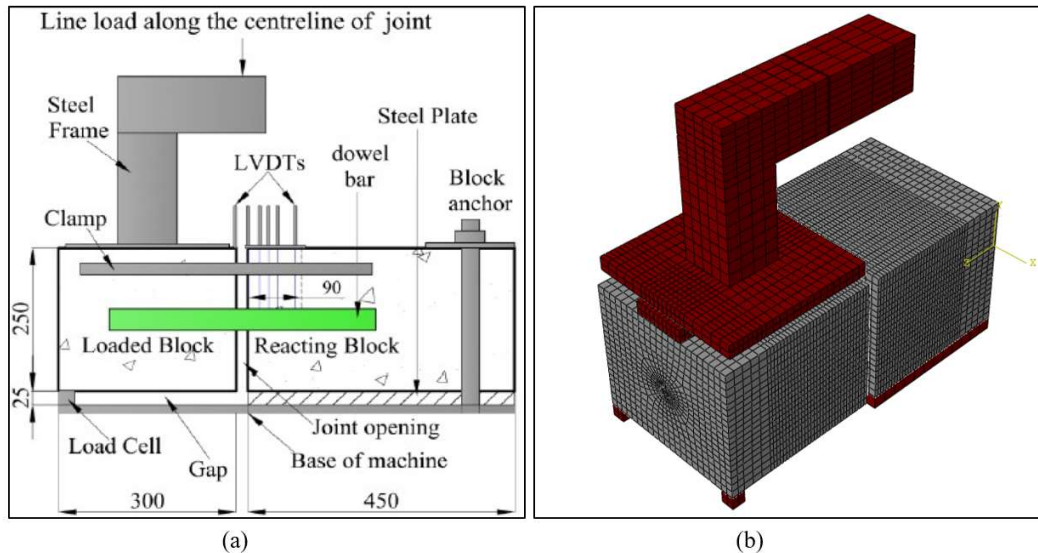 Line load along the centreline of joint
Steel
Frame
Steel Plate
LVDTs
dowel
bar
Block
anchor
Clamp
90
250
Loaded Block
Reacting Block
25
Load Cell
Gap
Joint opening
Base of machine
300
450
(a)
Y
Z
X
(b)